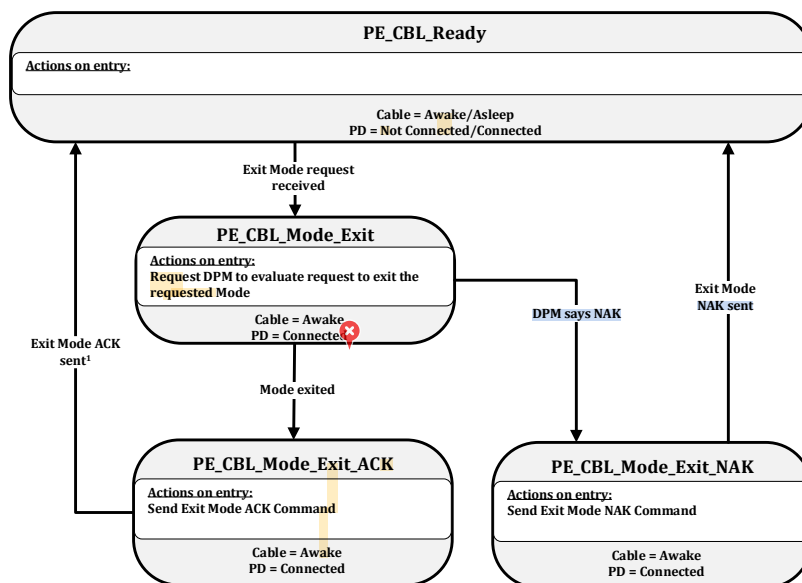 PE_CBL_Ready
Actions on entry:
Cable = Awake/Asleep
PD = Not Connected/Connected
Exit Mode request
received
PE_CBL_Mode_Exit
Actions on entry:
Request DPM to evaluate request to exit the
requested Mode
Cable = Awake
PD = Connected
DPM says NAK
Exit Mode
NAK sent
Exit Mode ACK
sent¹
Mode exited
PE_CBL_Mode_Exit_ACK
Actions on entry:
Send Exit Mode ACK Command
Cable = Awake
PD = Connected
PE_CBL_Mode_Exit_NAK
Actions on entry:
Send Exit Mode NAK Command
Cable = Awake
PD = Connected